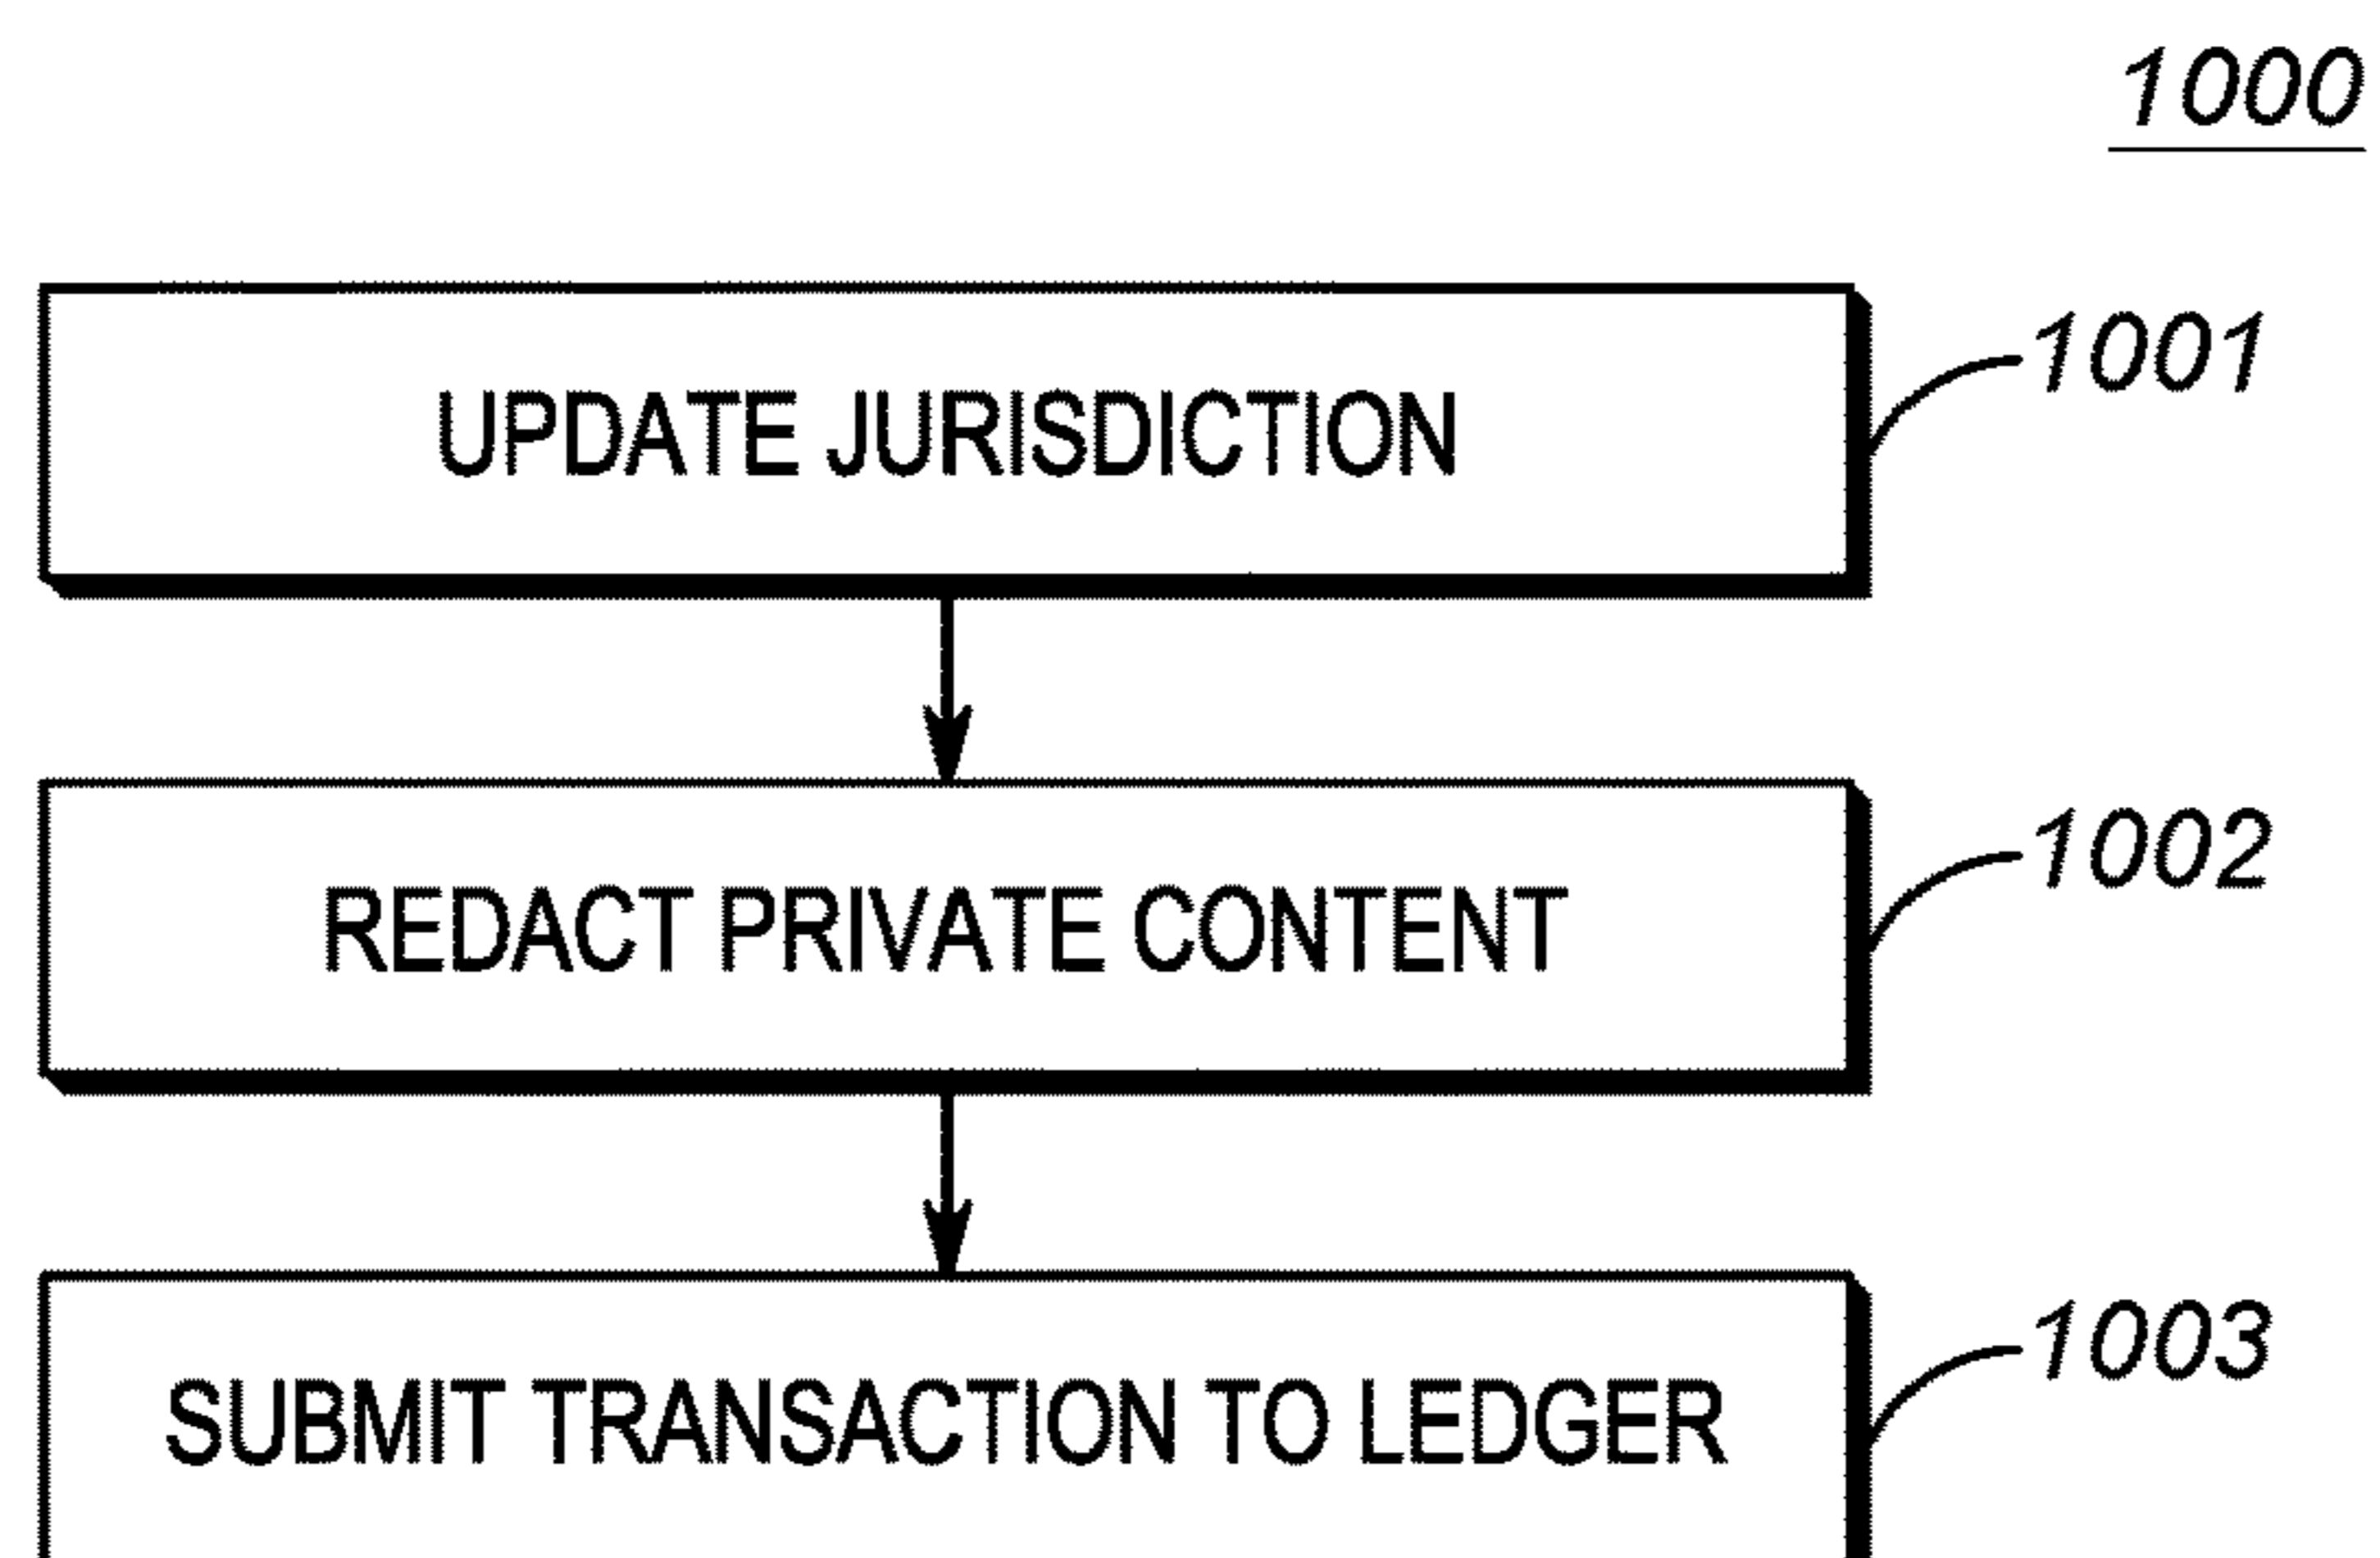 1000
UPDATE JURISDICTION
1001
REDACT PRIVATE CONTENT
1002
SUBMIT TRANSACTION TO LEDGER
1003